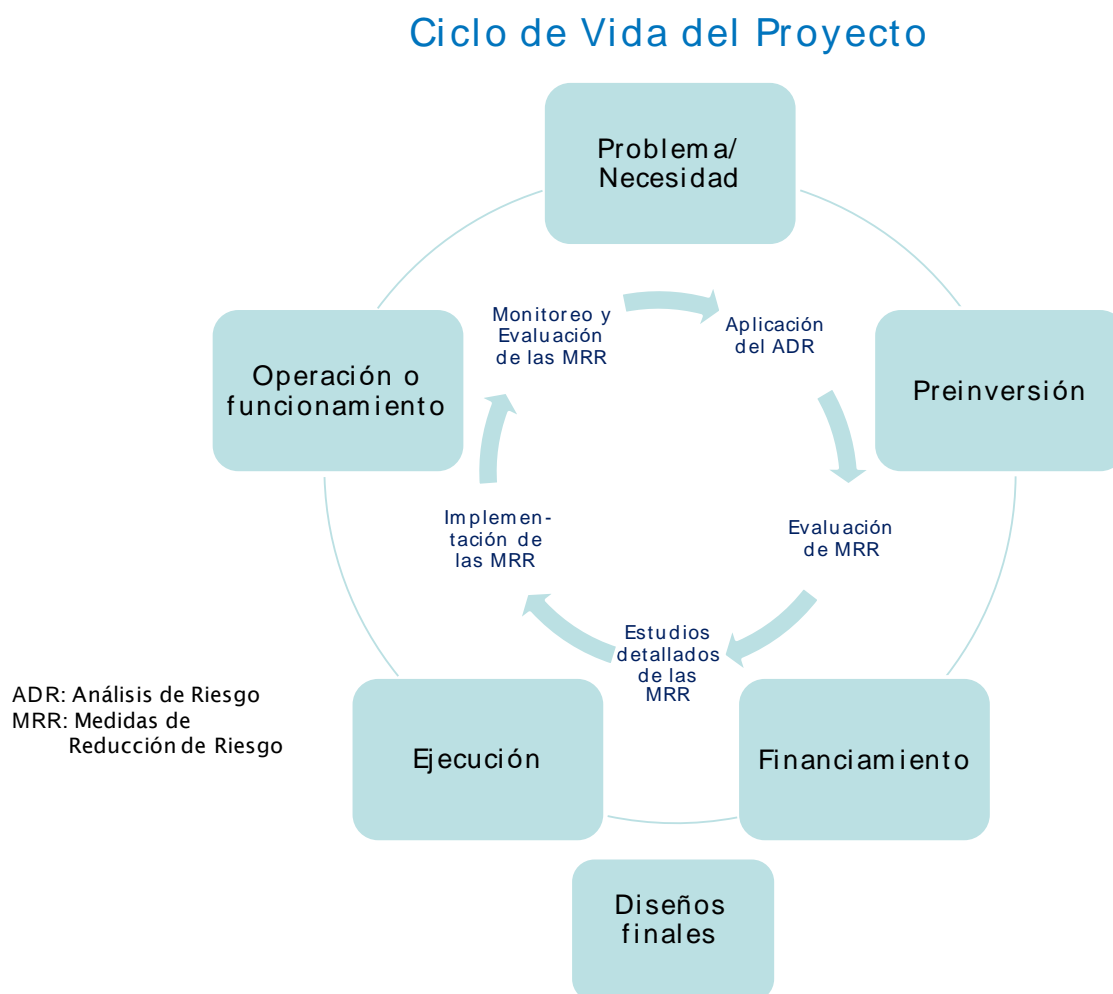 Ciclo de Vida del Proyecto
Problema/
Necesidad
Monitoreo y
Evaluación
de las MRR
Aplicación
del ADR
Operación o
funcionamiento
Preinversión
Implemen-
tación de
las MRR
Evaluación
de MRR
Estudios
detallados
de las
MRR
ADR: Análisis de Riesgo
MRR: Medidas de
Reducción de Riesgo
Ejecución
Financiamiento
Diseños
finales